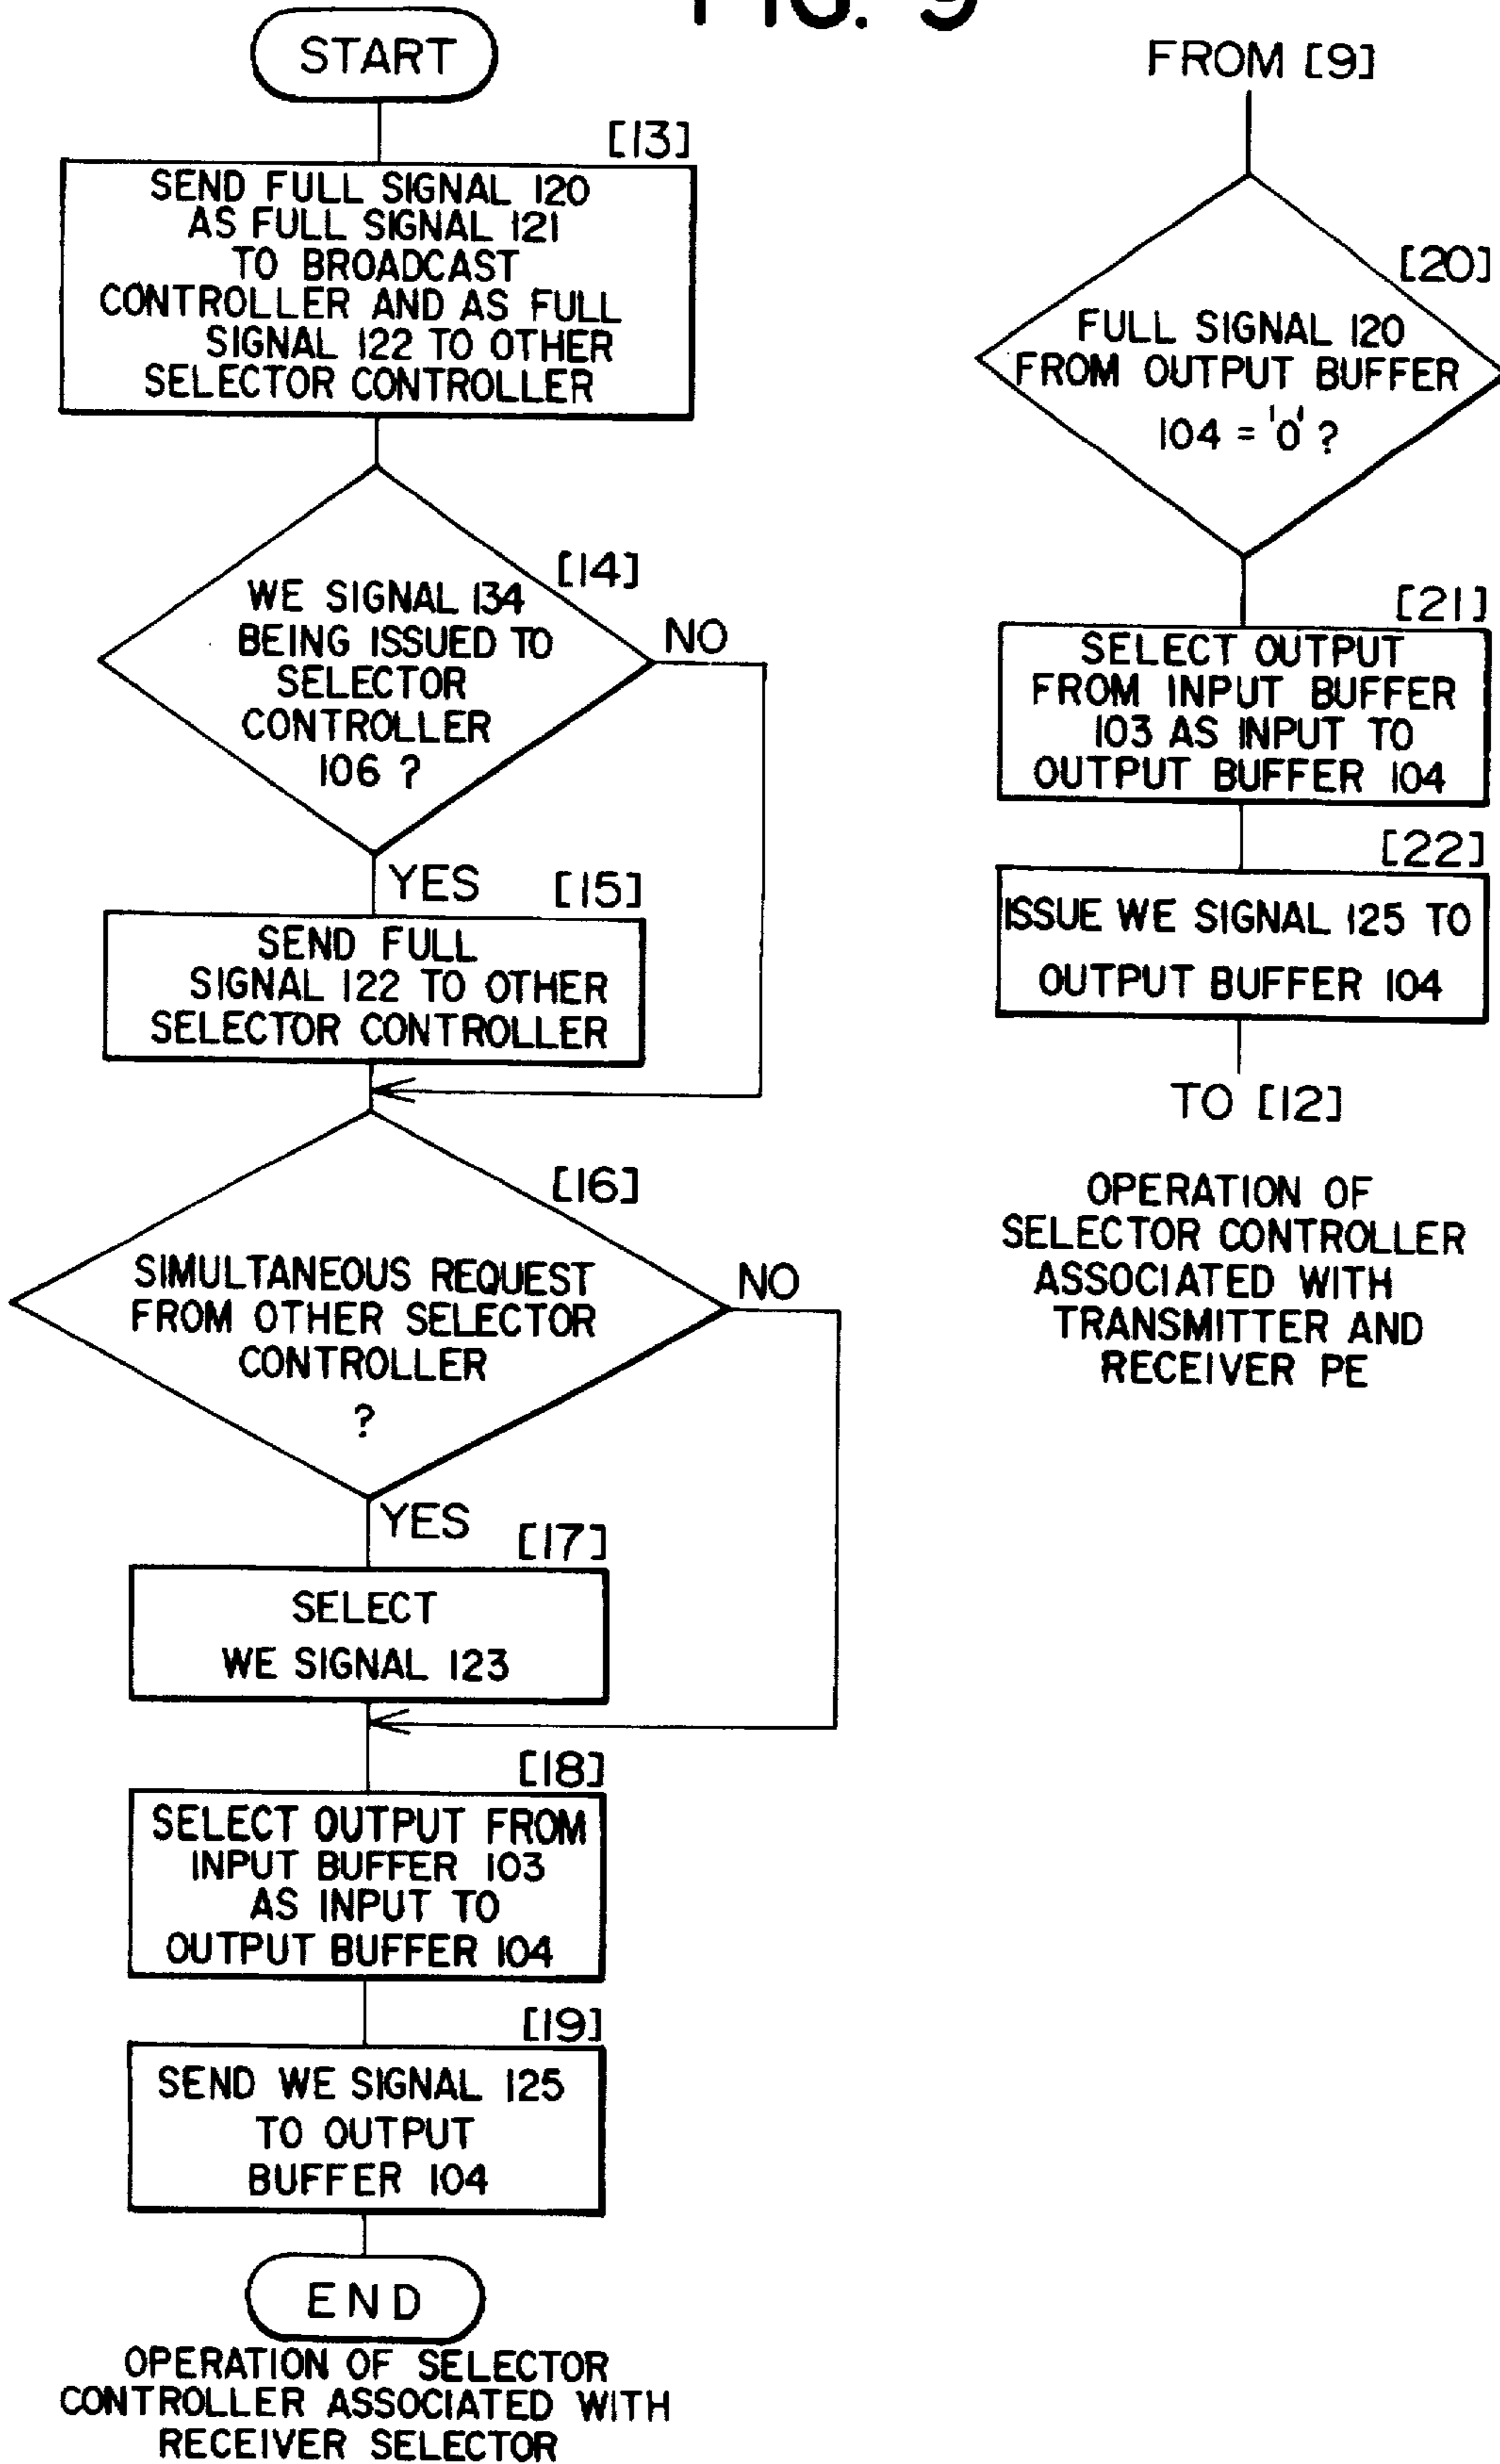 FIG. 9
START
[13]
SEND FULL SIGNAL 120
AS FULL SIGNAL 121
TO BROADCAST
CONTROLLER AND AS FULL
SIGNAL 122 TO OTHER
SELECTOR CONTROLLER
[14]
WE SIGNAL 134
BEING ISSUED TO
SELECTOR
CONTROLLER
106 ?
NO
YES
[15]
SEND FULL
SIGNAL 122 TO OTHER
SELECTOR CONTROLLER
[16]
SIMULTANEOUS REQUEST
FROM OTHER SELECTOR
CONTROLLER
?
NO
YES
[17]
SELECT
WE SIGNAL 123
[18]
SELECT OUTPUT FROM
INPUT BUFFER 103
AS INPUT TO
OUTPUT BUFFER 104
[19]
SEND WE SIGNAL 125
TO OUTPUT
BUFFER 104
END
OPERATION OF SELECTOR
CONTROLLER ASSOCIATED WITH
RECEIVER SELECTOR
FROM [9]
[20]
FULL SIGNAL 120
FROM OUTPUT BUFFER
104 = '0' ?
[21]
SELECT OUTPUT
FROM INPUT BUFFER
103 AS INPUT TO
OUTPUT BUFFER 104
[22]
ISSUE WE SIGNAL 125 TO
OUTPUT BUFFER 104
TO [12]
OPERATION OF
SELECTOR CONTROLLER
ASSOCIATED WITH
TRANSMITTER AND
RECEIVER PE